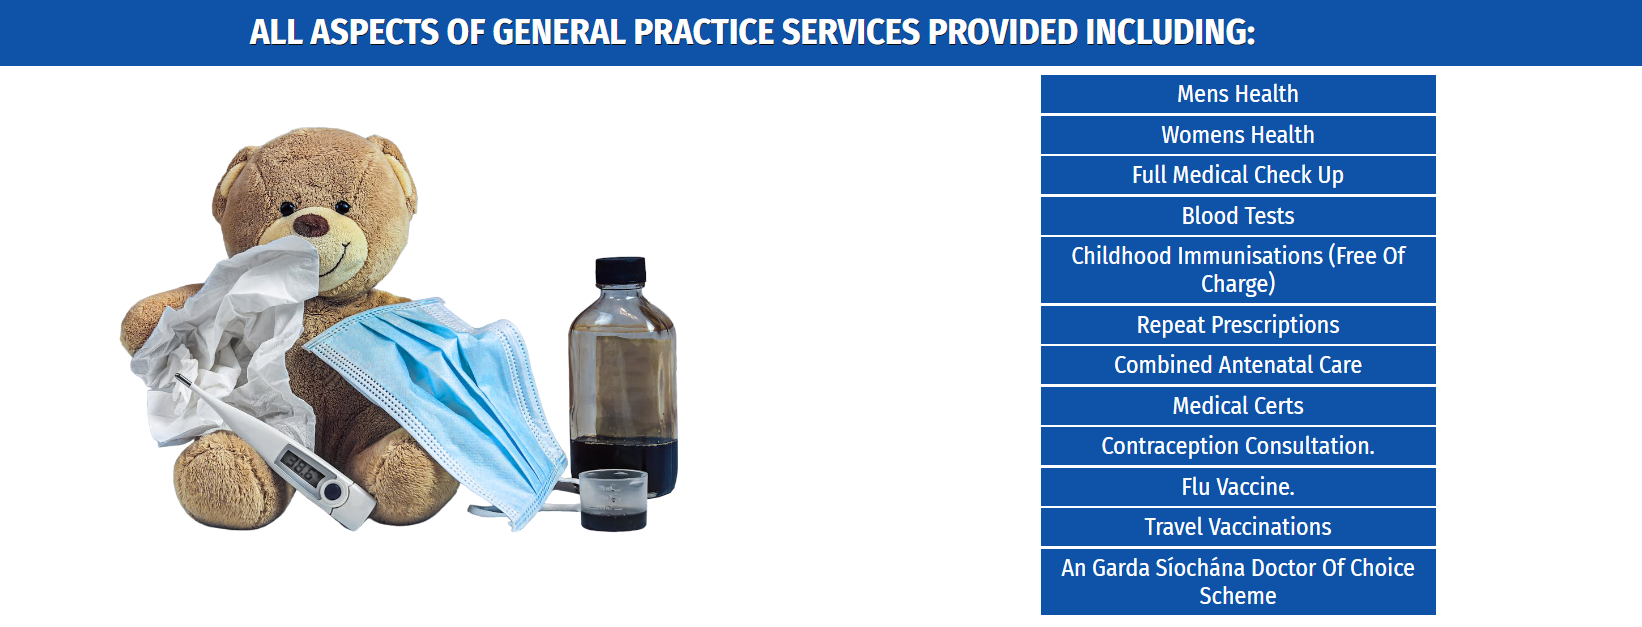 ALL ASPECTS OF GENERAL PRACTICE SERVICES PROVIDED INCLUDING:
Mens Health
Womens Health
Full Medical Check Up
Blood Tests
Childhood Immunisations (Free Of
Charge)
Repeat Prescriptions
Combined Antenatal Care
Medical Certs
Contraception Consultation.
Flu Vaccine.
Travel Vaccinations
An Garda Síochána Doctor Of Choice
Scheme
38.6